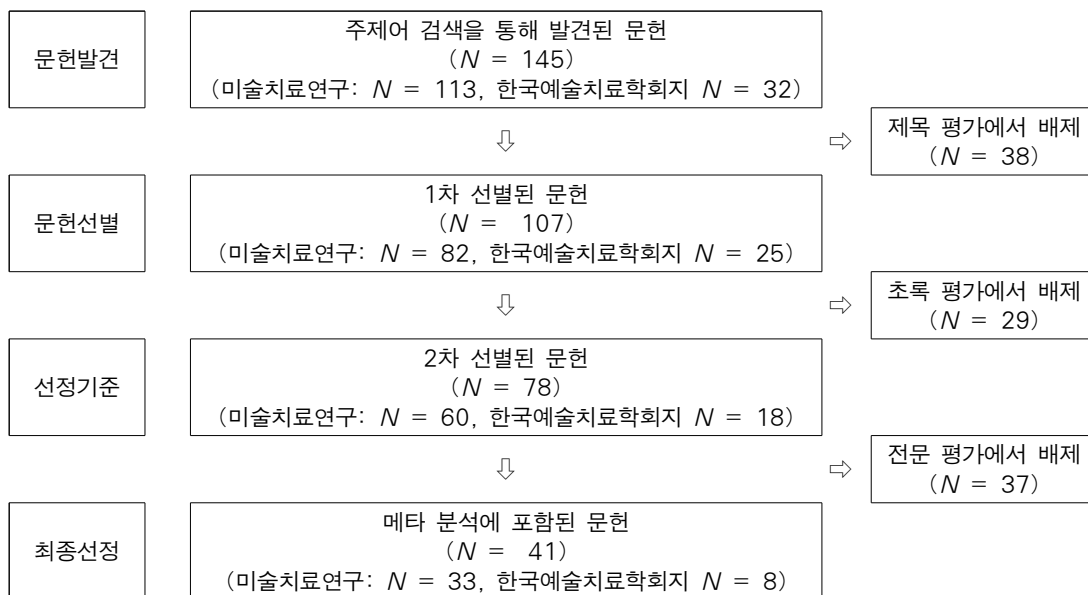 문헌발견
주제어 검색을 통해 발견된 문헌
(N = 145)
(미술치료연구: N = 113, 한국예술치료학회지 N = 32)
⇩
⇨
제목 평가에서 배제
(N = 38)
문헌선별
1차 선별된 문헌
(N = 107)
(미술치료연구: N = 82, 한국예술치료학회지 N = 25)
⇩
⇨
초록 평가에서 배제
(N = 29)
선정기준
2차 선별된 문헌
(N = 78)
(미술치료연구: N = 60, 한국예술치료학회지 N = 18)
⇩
⇨
전문 평가에서 배제
(N = 37)
최종선정
메타 분석에 포함된 문헌
(N = 41)
(미술치료연구: N = 33, 한국예술치료학회지 N = 8)